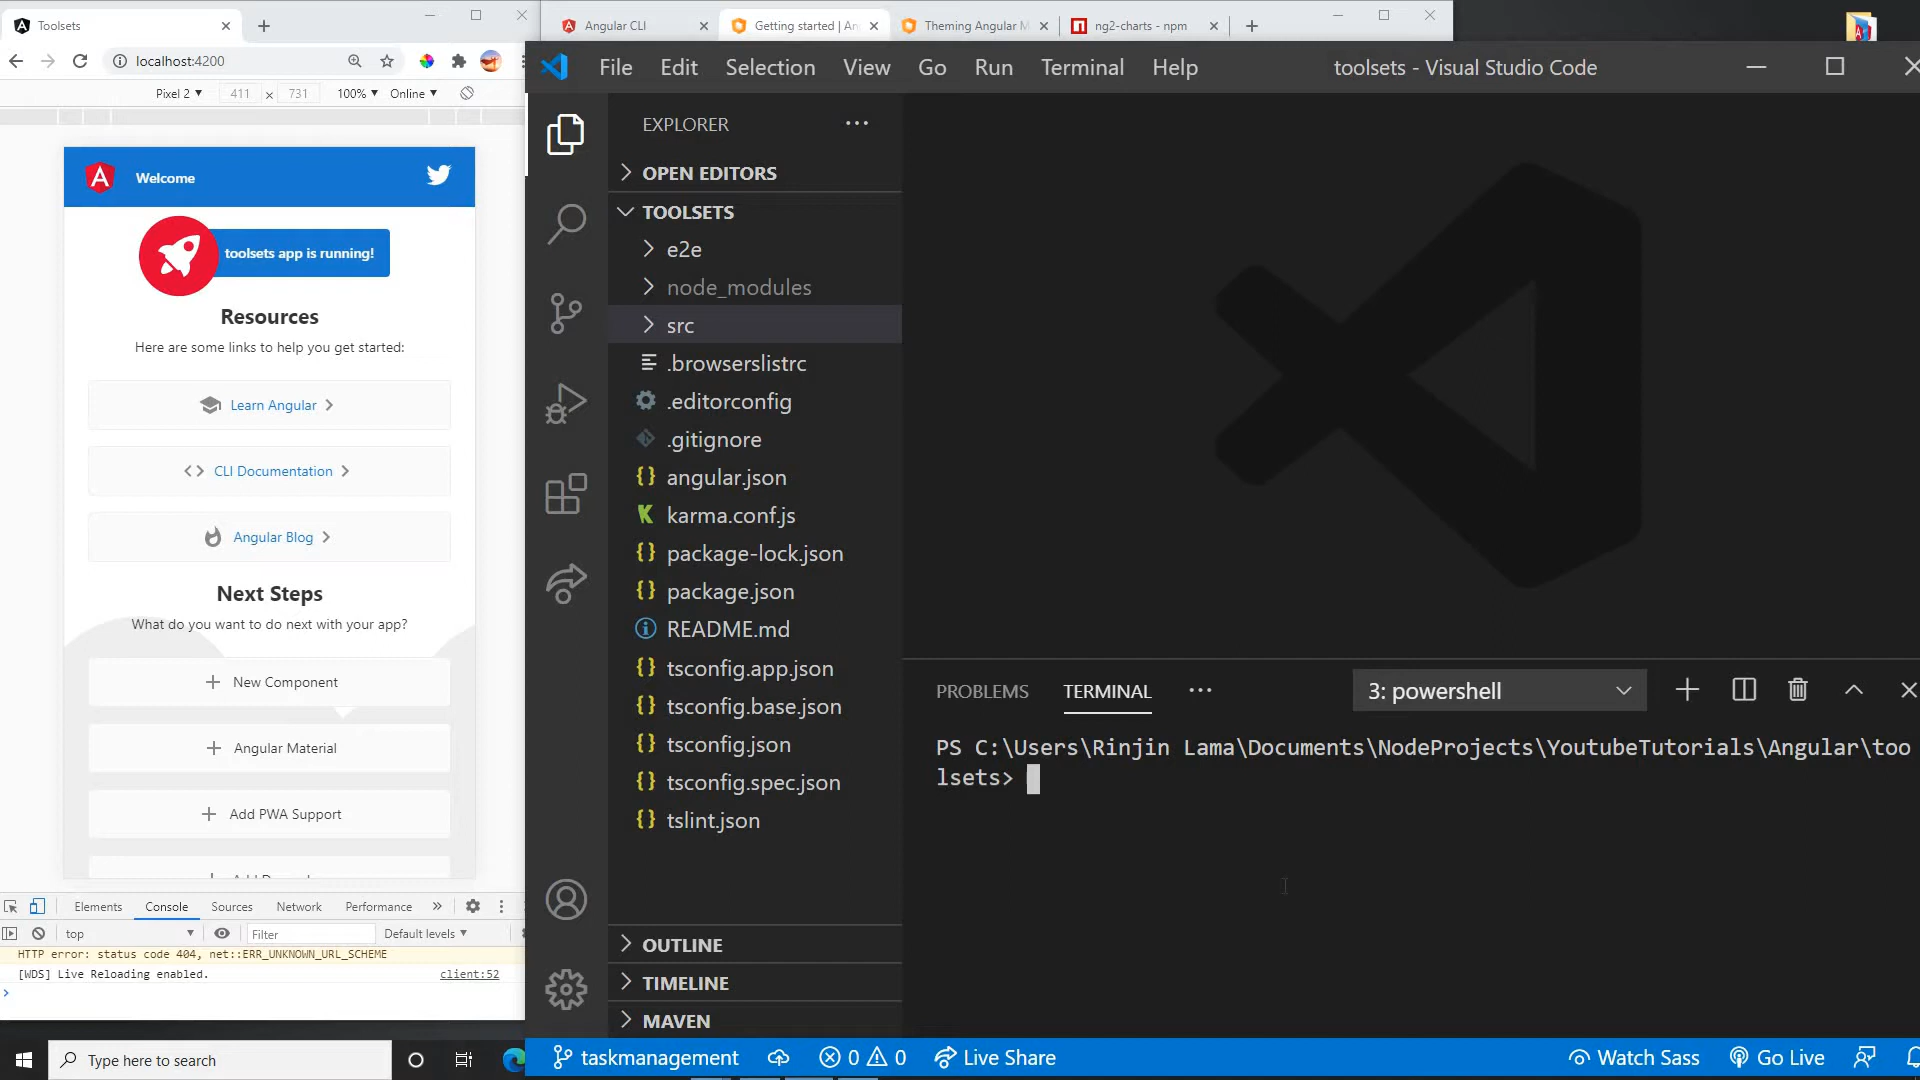 Toolsets
Angular CLI
Getting started | An
Theming Angular M
ng2-charts - npm
localhost:4200
File Edit Selection View Go Run Terminal Help
toolsets - Visual Studio Code
Pixel 2 411 x 731 100% Online
Welcome
toolsets app is running!
Resources
Here are some links to help you get started:
Learn Angular
CLI Documentation
Angular Blog
Next Steps
What do you want to do next with your app?
New Component
Angular Material
Add PWA Support
Elements Console Sources Network Performance
top Filter Default levels
HTTP error: status code 404, net::ERR_UNKNOWN_URL_SCHEME
[WDS] Live Reloading enabled. client:52
EXPLORER
OPEN EDITORS
TOOLSETS
e2e
node_modules
src
.browserslistrc
.editorconfig
.gitignore
angular.json
karma.conf.js
package-lock.json
package.json
README.md
tsconfig.app.json
tsconfig.base.json
tsconfig.json
tsconfig.spec.json
tslint.json
OUTLINE
TIMELINE
MAVEN
PROBLEMS TERMINAL 3: powershell
PS C:\Users\Rinjin Lama\Documents\NodeProjects\YoutubeTutorials\Angular\too
lsets>
taskmanagement 0 0 Live Share Watch Sass Go Live
Type here to search